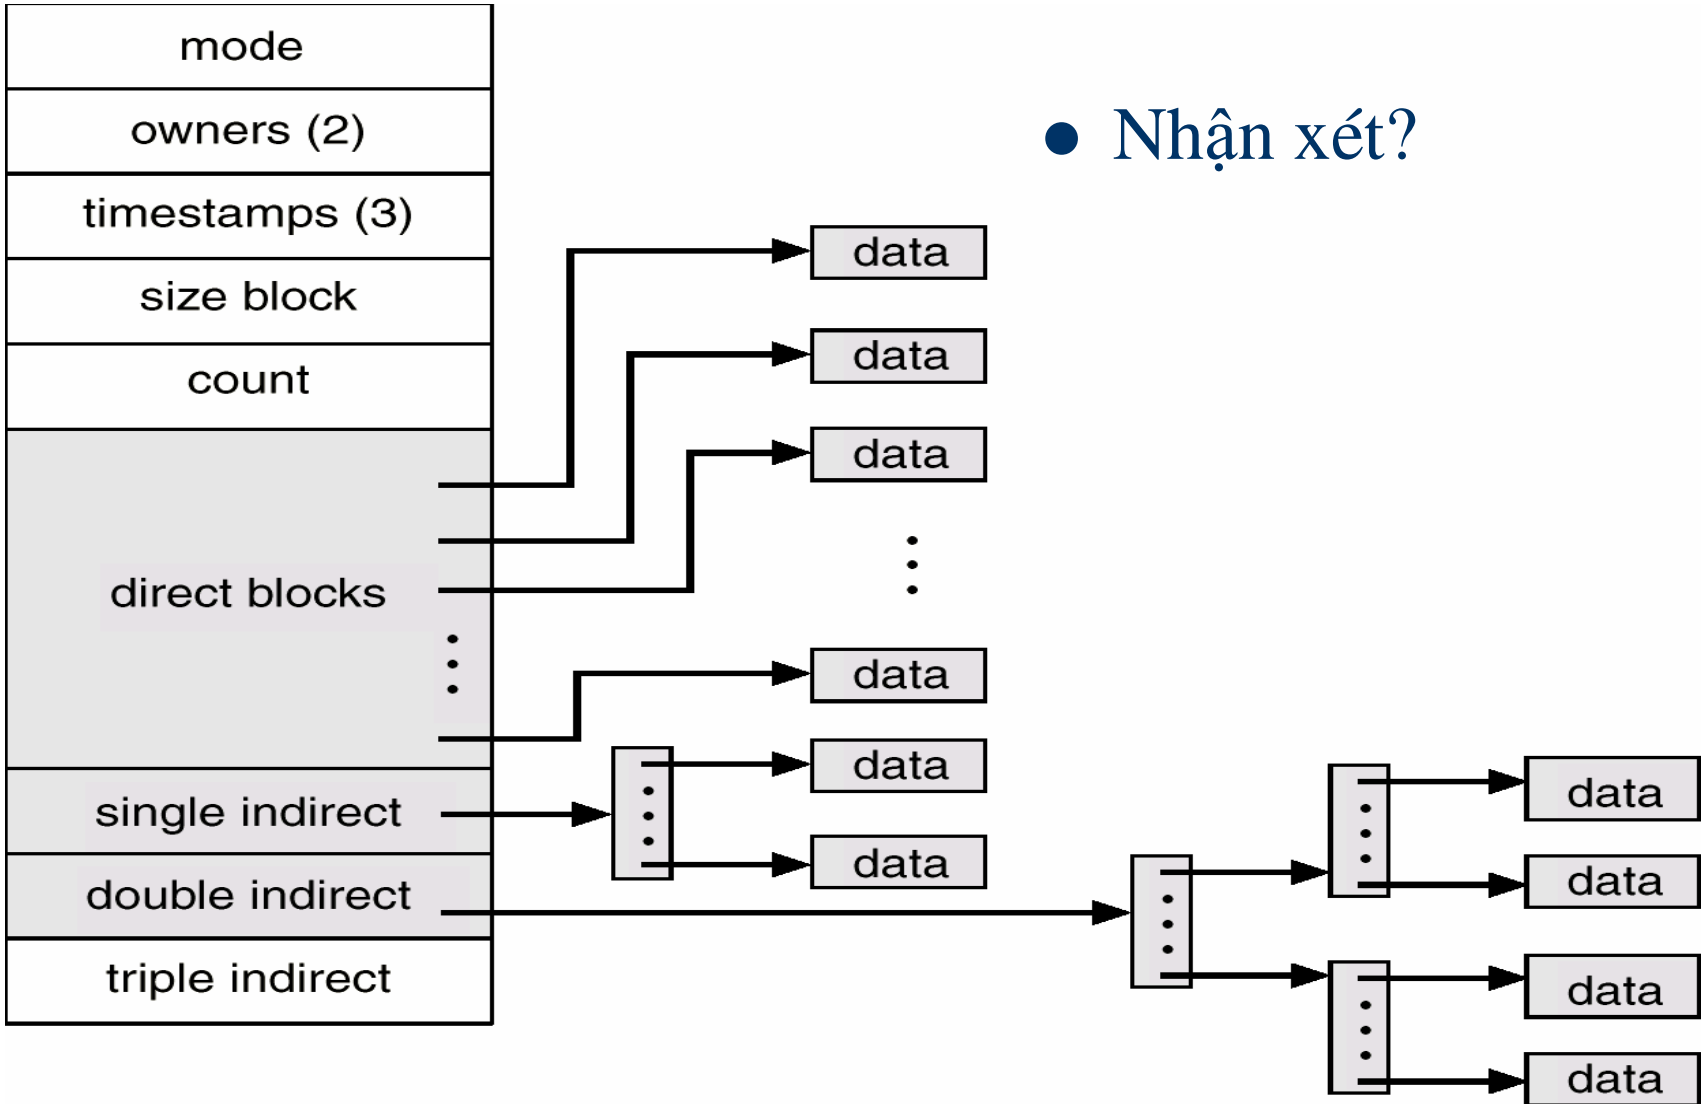 mode
owners (2)
timestamps (3)
size block
count
direct blocks
single indirect
double indirect
triple indirect
● Nhận xét?
data
data
data
data
data
data
data
data
data
data